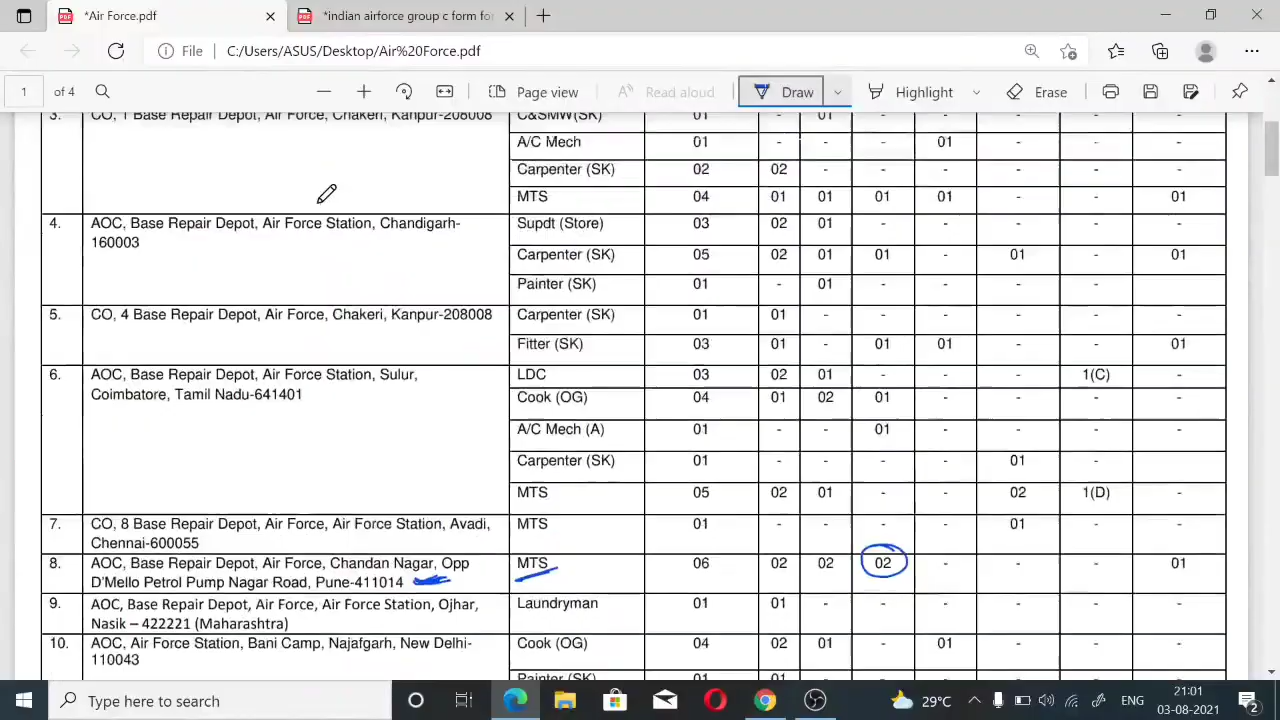 *Air Force.pdf
*indian airforce group c form for
File C:/Users/ASUS/Desktop/Air%20Force.pdf
1 of 4 Page view Read aloud Draw Highlight Erase
3. CO, 1 Base Repair Depot, Air Force, Chakeri, Kanpur-208008 C&SMW(SK) 01 - 01 - - - - -
A/C Mech 01 - - - 01 - - -
Carpenter (SK) 02 02 - - - - - -
MTS 04 01 01 01 01 - - 01
4. AOC, Base Repair Depot, Air Force Station, Chandigarh- Supdt (Store) 03 02 01 - - - - -
160003
Carpenter (SK) 05 02 01 01 - 01 - 01
Painter (SK) 01 - 01 - - - -
5. CO, 4 Base Repair Depot, Air Force, Chakeri, Kanpur-208008 Carpenter (SK) 01 01 - - - - - -
Fitter (SK) 03 01 - 01 01 - - 01
6. AOC, Base Repair Depot, Air Force Station, Sulur, LDC 03 02 01 - - - 1(C) -
Coimbatore, Tamil Nadu-641401 Cook (OG) 04 01 02 01 - - - -
A/C Mech (A) 01 - - 01 - - - -
Carpenter (SK) 01 - - - - 01 -
MTS 05 02 01 - - 02 1(D) -
7. CO, 8 Base Repair Depot, Air Force, Air Force Station, Avadi, MTS 01 - - - - 01 - -
Chennai-600055
8. AOC, Base Repair Depot, Air Force, Chandan Nagar, Opp MTS 06 02 02 02 - - - 01
D'Mello Petrol Pump Nagar Road, Pune-411014
9. AOC, Base Repair Depot, Air Force, Air Force Station, Ojhar, Laundryman 01 01 - - - - - -
Nasik – 422221 (Maharashtra)
10. AOC, Air Force Station, Bani Camp, Najafgarh, New Delhi- Cook (OG) 04 02 01 - 01 - - -
110043
Painter (SK) 01 01 - - - - - -
Type here to search 29°C ENG 21:01
03-08-2021 2